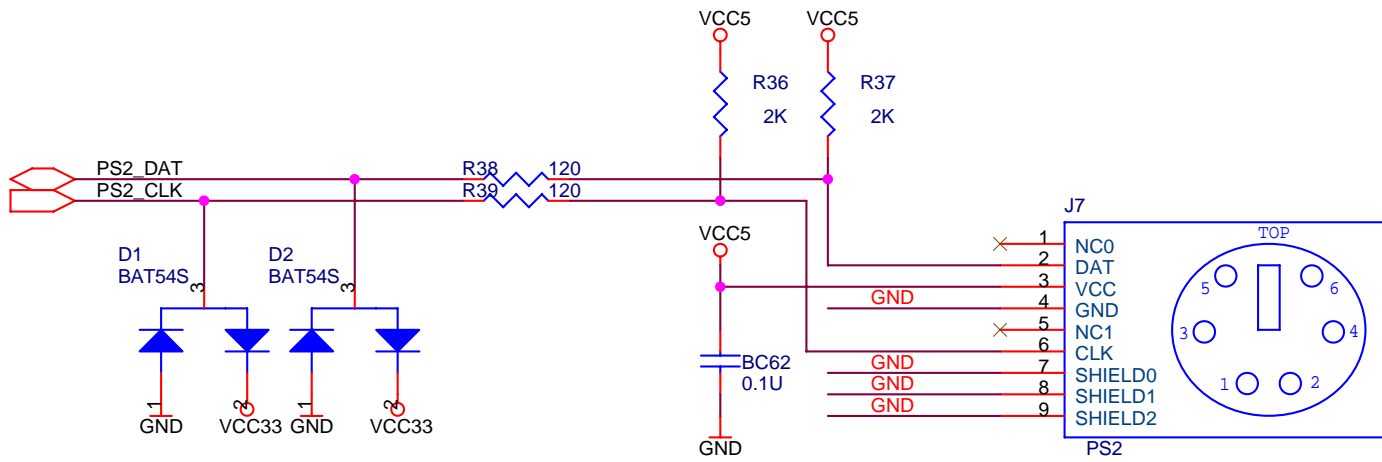 VCC5 VCC5
R36 R37
2K 2K
PS2_DAT R38 120
PS2_CLK R39 120
J7
VCC5
TOP
D1 D2
BAT54S BAT54S
3 3
1 NC0
2 DAT
3 VCC
GND 4 GND
5 NC1
6 CLK
GND 7 SHIELD0
GND 8 SHIELD1
GND 9 SHIELD2
5 6
3 4
1 2
BC62
0.1U
1 2 1 2
GND VCC33 GND VCC33
GND
PS2